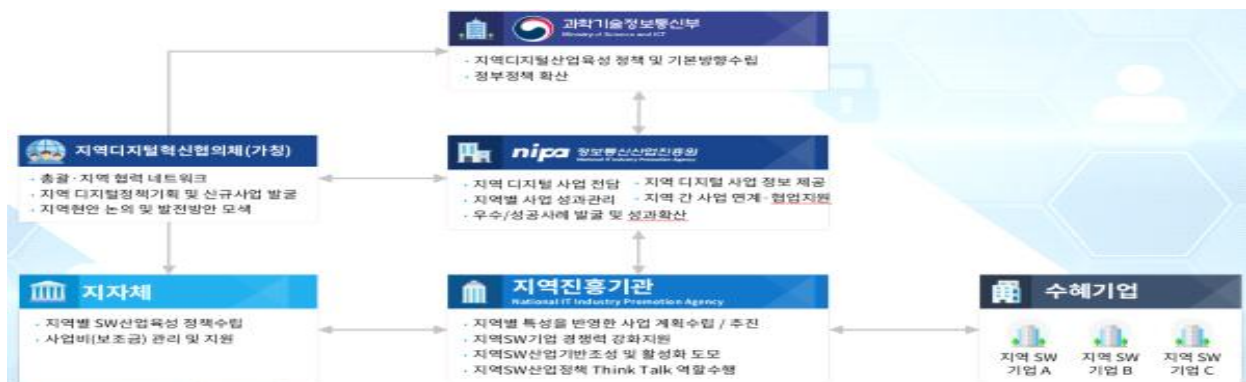 과학기술정보통신부
Ministry of Science and ICT
· 지역디지털산업육성 정책 및 기본방향수립
· 정부정책 확산
지역디지털혁신협의체(가칭)
· 총괄·지역 협력 네트워크
· 지역 디지털정책기획 및 신규사업 발굴
· 지역현안 논의 및 발전방안 모색
nipa 정보통신산업진흥원
National IT Industry Promotion Agency
· 지역 디지털 사업 전담 · 지역 디지털 사업 정보 제공
· 지역별 사업 성과관리 · 지역 간 사업 연계·협업지원
· 우수/성공사례 발굴 및 성과확산
지자체
· 지역별 SW산업육성 정책수립
· 사업비(보조금) 관리 및 지원
지역진흥기관
National IT Industry Promotion Agency
· 지역별 특성을 반영한 사업 계획수립 / 추진
· 지역SW기업 경쟁력 강화지원
· 지역SW산업기반조성 및 활성화 도모
· 지역SW산업정책 Think Talk 역할수행
수혜기업
지역 SW
기업 A
지역 SW
기업 B
지역 SW
기업 C